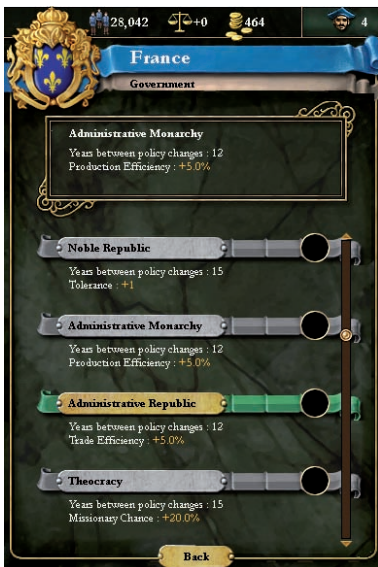 28,042 +0 464 4
France
Government
Administrative Monarchy
Years between policy changes : 12
Production Efficiency : +5.0%
Noble Republic
Years between policy changes : 15
Tolerance : +1
Administrative Monarchy
Years between policy changes : 12
Production Efficiency : +5.0%
Administrative Republic
Years between policy changes : 12
Trade Efficiency : +5.0%
Theocracy
Years between policy changes : 15
Missionary Chance : +20.0%
Back